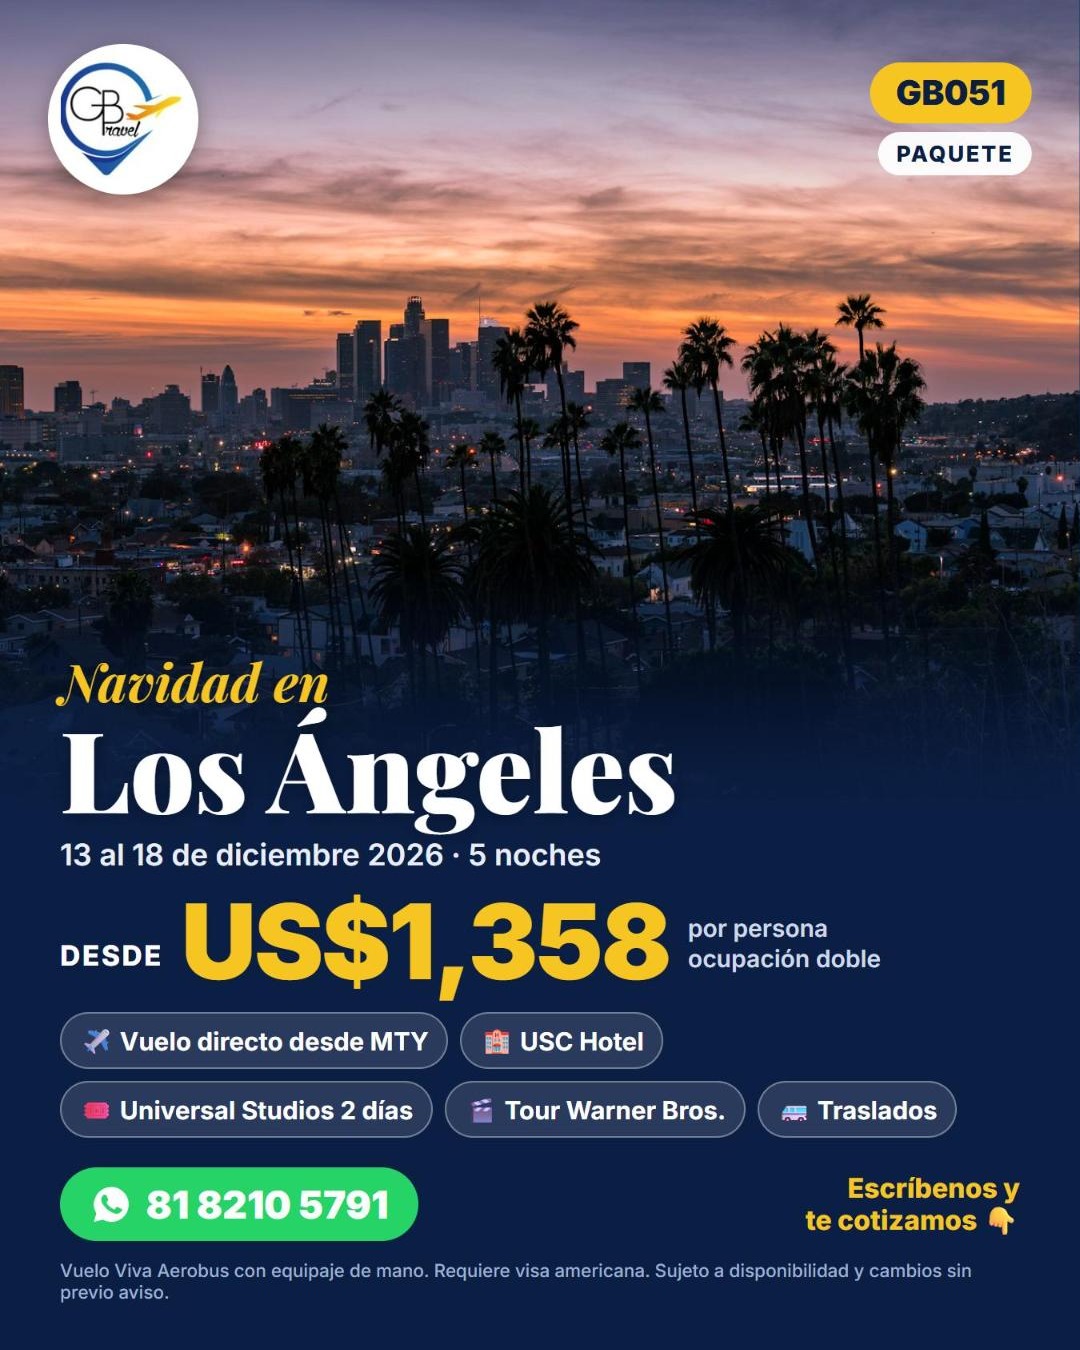 GB
Travel
GB051
PAQUETE
Navidad en
Los Ángeles
13 al 18 de diciembre 2026 · 5 noches
DESDE US$1,358 por persona
ocupación doble
Vuelo directo desde MTY
USC Hotel
Universal Studios 2 días
Tour Warner Bros.
Traslados
81 8210 5791
Escríbenos y
te cotizamos 👇
Vuelo Viva Aerobus con equipaje de mano. Requiere visa americana. Sujeto a disponibilidad y cambios sin
previo aviso.